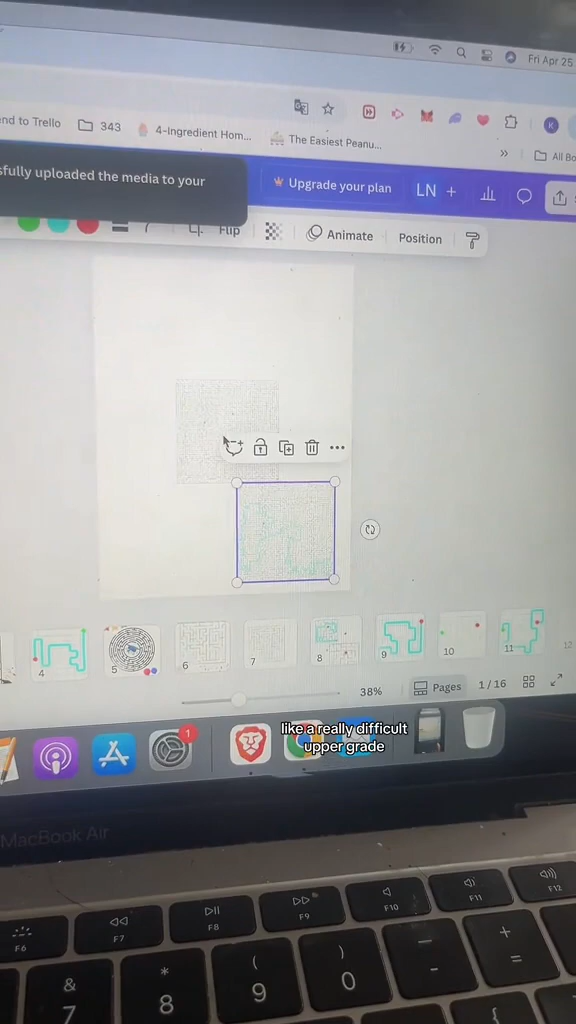 Fri Apr 25
end to Trello
343
4-Ingredient Hom...
The Easiest Peanu...
K
All Bo
sfully uploaded the media to your
Upgrade your plan
LN
+
Flip
Animate
Position
4
5
6
7
8
9
10
11
12
38%
Pages
1 / 16
1
like a really difficult
upper grade
MacBook Air
F6
F7
F8
F9
F10
F11
F12
&
7
*
8
(
9
)
0
—
-
+
=
{